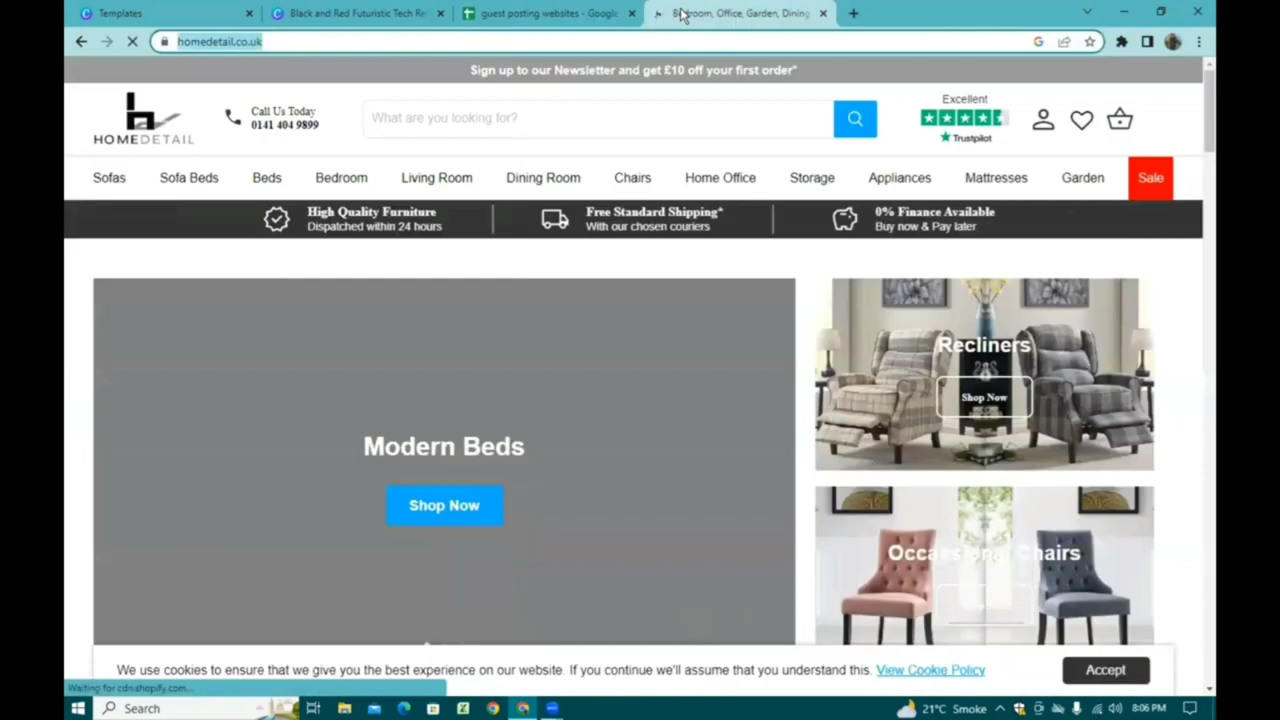 Templates
Black and Red Futuristic Tech Re
guest posting websites - Google
Bedroom, Office, Garden, Dining
homedetail.co.uk
Sign up to our Newsletter and get £10 off your first order*
HOMEDETAIL
Call Us Today
0141 404 9899
What are you looking for?
Excellent
Trustpilot
Sofas
Sofa Beds
Beds
Bedroom
Living Room
Dining Room
Chairs
Home Office
Storage
Appliances
Mattresses
Garden
Sale
High Quality Furniture
Dispatched within 24 hours
Free Standard Shipping*
With our chosen couriers
0% Finance Available
Buy now & Pay later
Modern Beds
Shop Now
Recliners
Shop Now
Occasional Chairs
We use cookies to ensure that we give you the best experience on our website. If you continue we'll assume that you understand this. View Cookie Policy
Accept
Waiting for cdn.shopify.com...
Search
21°C Smoke
8:06 PM